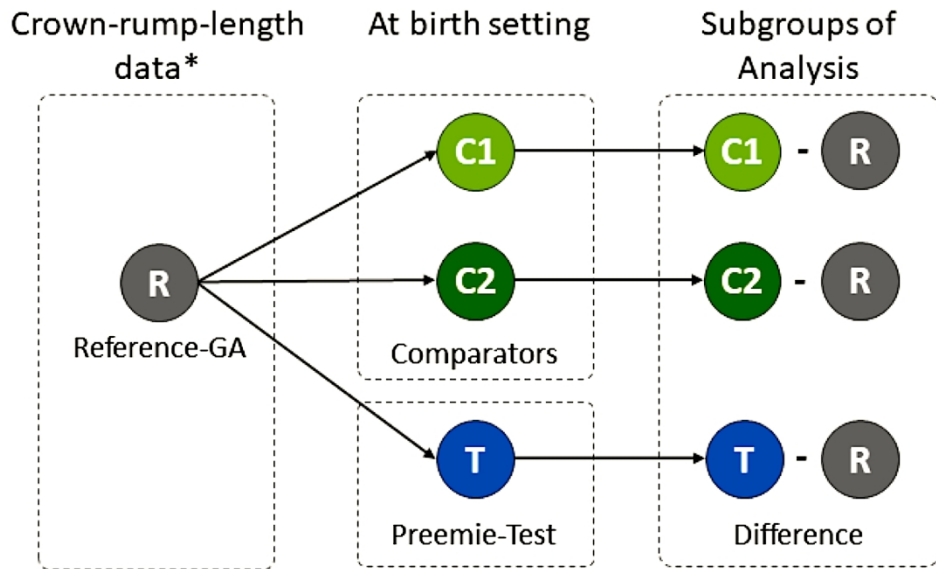 Crown-rump-length
data*
At birth setting
Subgroups of
Analysis
C1
C1 - R
R
C2
C2 - R
Reference-GA
Comparators
T
T - R
Preemie-Test
Difference